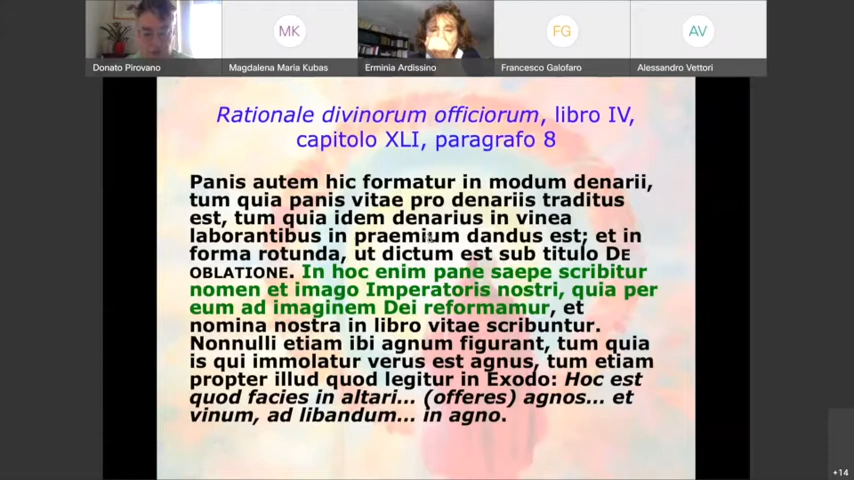 MK
FG
AV
Donato Pirovano
Magdalena Maria Kubas
Erminia Ardissino
Francesco Galofaro
Alessandro Vettori
Rationale divinorum officiorum, libro IV,
capitolo XLI, paragrafo 8
Panis autem hic formatur in modum denarii,
tum quia panis vitae pro denariis traditus
est, tum quia idem denarius in vinea
laborantibus in praemium dandus est; et in
forma rotunda, ut dictum est sub titulo DE
OBLATIONE. In hoc enim pane saepe scribitur
nomen et imago Imperatoris nostri, quia per
eum ad imaginem Dei reformamur, et
nomina nostra in libro vitae scribuntur.
Nonnulli etiam ibi agnum figurant, tum quia
is qui immolatur verus est agnus, tum etiam
propter illud quod legitur in Exodo: Hoc est
quod facies in altari... (offeres) agnos... et
vinum, ad libandum... in agno.
+14